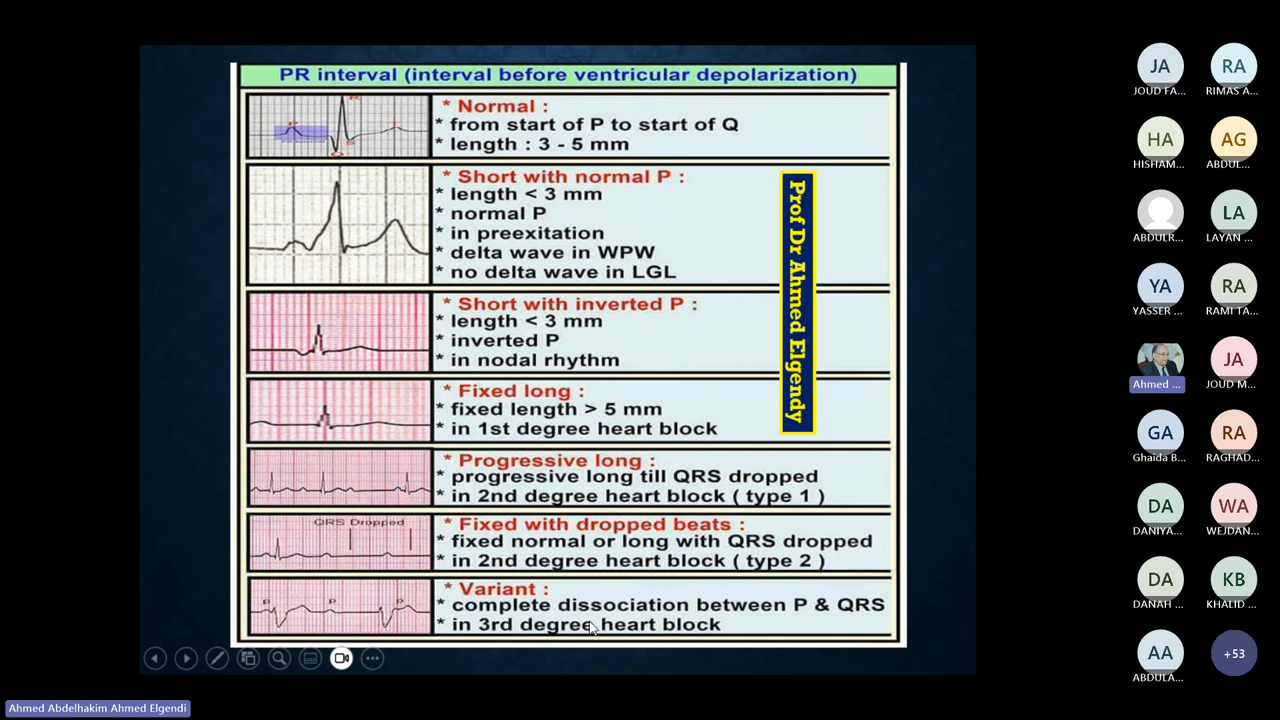 PR interval (interval before ventricular depolarization)
* Normal :
* from start of P to start of Q
* length : 3 - 5 mm
* Short with normal P :
* length < 3 mm
* normal P
* in preexitation
* delta wave in WPW
* no delta wave in LGL
* Short with inverted P :
* length < 3 mm
* inverted P
* in nodal rhythm
* Fixed long :
* fixed length > 5 mm
* in 1st degree heart block
* Progressive long :
* progressive long till QRS dropped
* in 2nd degree heart block ( type 1 )
QRS Dropped
* Fixed with dropped beats :
* fixed normal or long with QRS dropped
* in 2nd degree heart block ( type 2 )
P P P
* Variant :
* complete dissociation between P & QRS
* in 3rd degree heart block
Prof Dr Ahmed Elgendy
JA RA
JOUD FA... RIMAS A...
HA AG
HISHAM... ABDUL...
LA
ABDULR... LAYAN ...
YA RA
YASSER ... RAMI TA...
JA
Ahmed ... JOUD M...
GA RA
Ghaida B... RAGHAD...
DA WA
DANIYA... WEJDAN...
DA KB
DANAH ... KHALID ...
AA +53
ABDULA...
Ahmed Abdelhakim Ahmed Elgendi